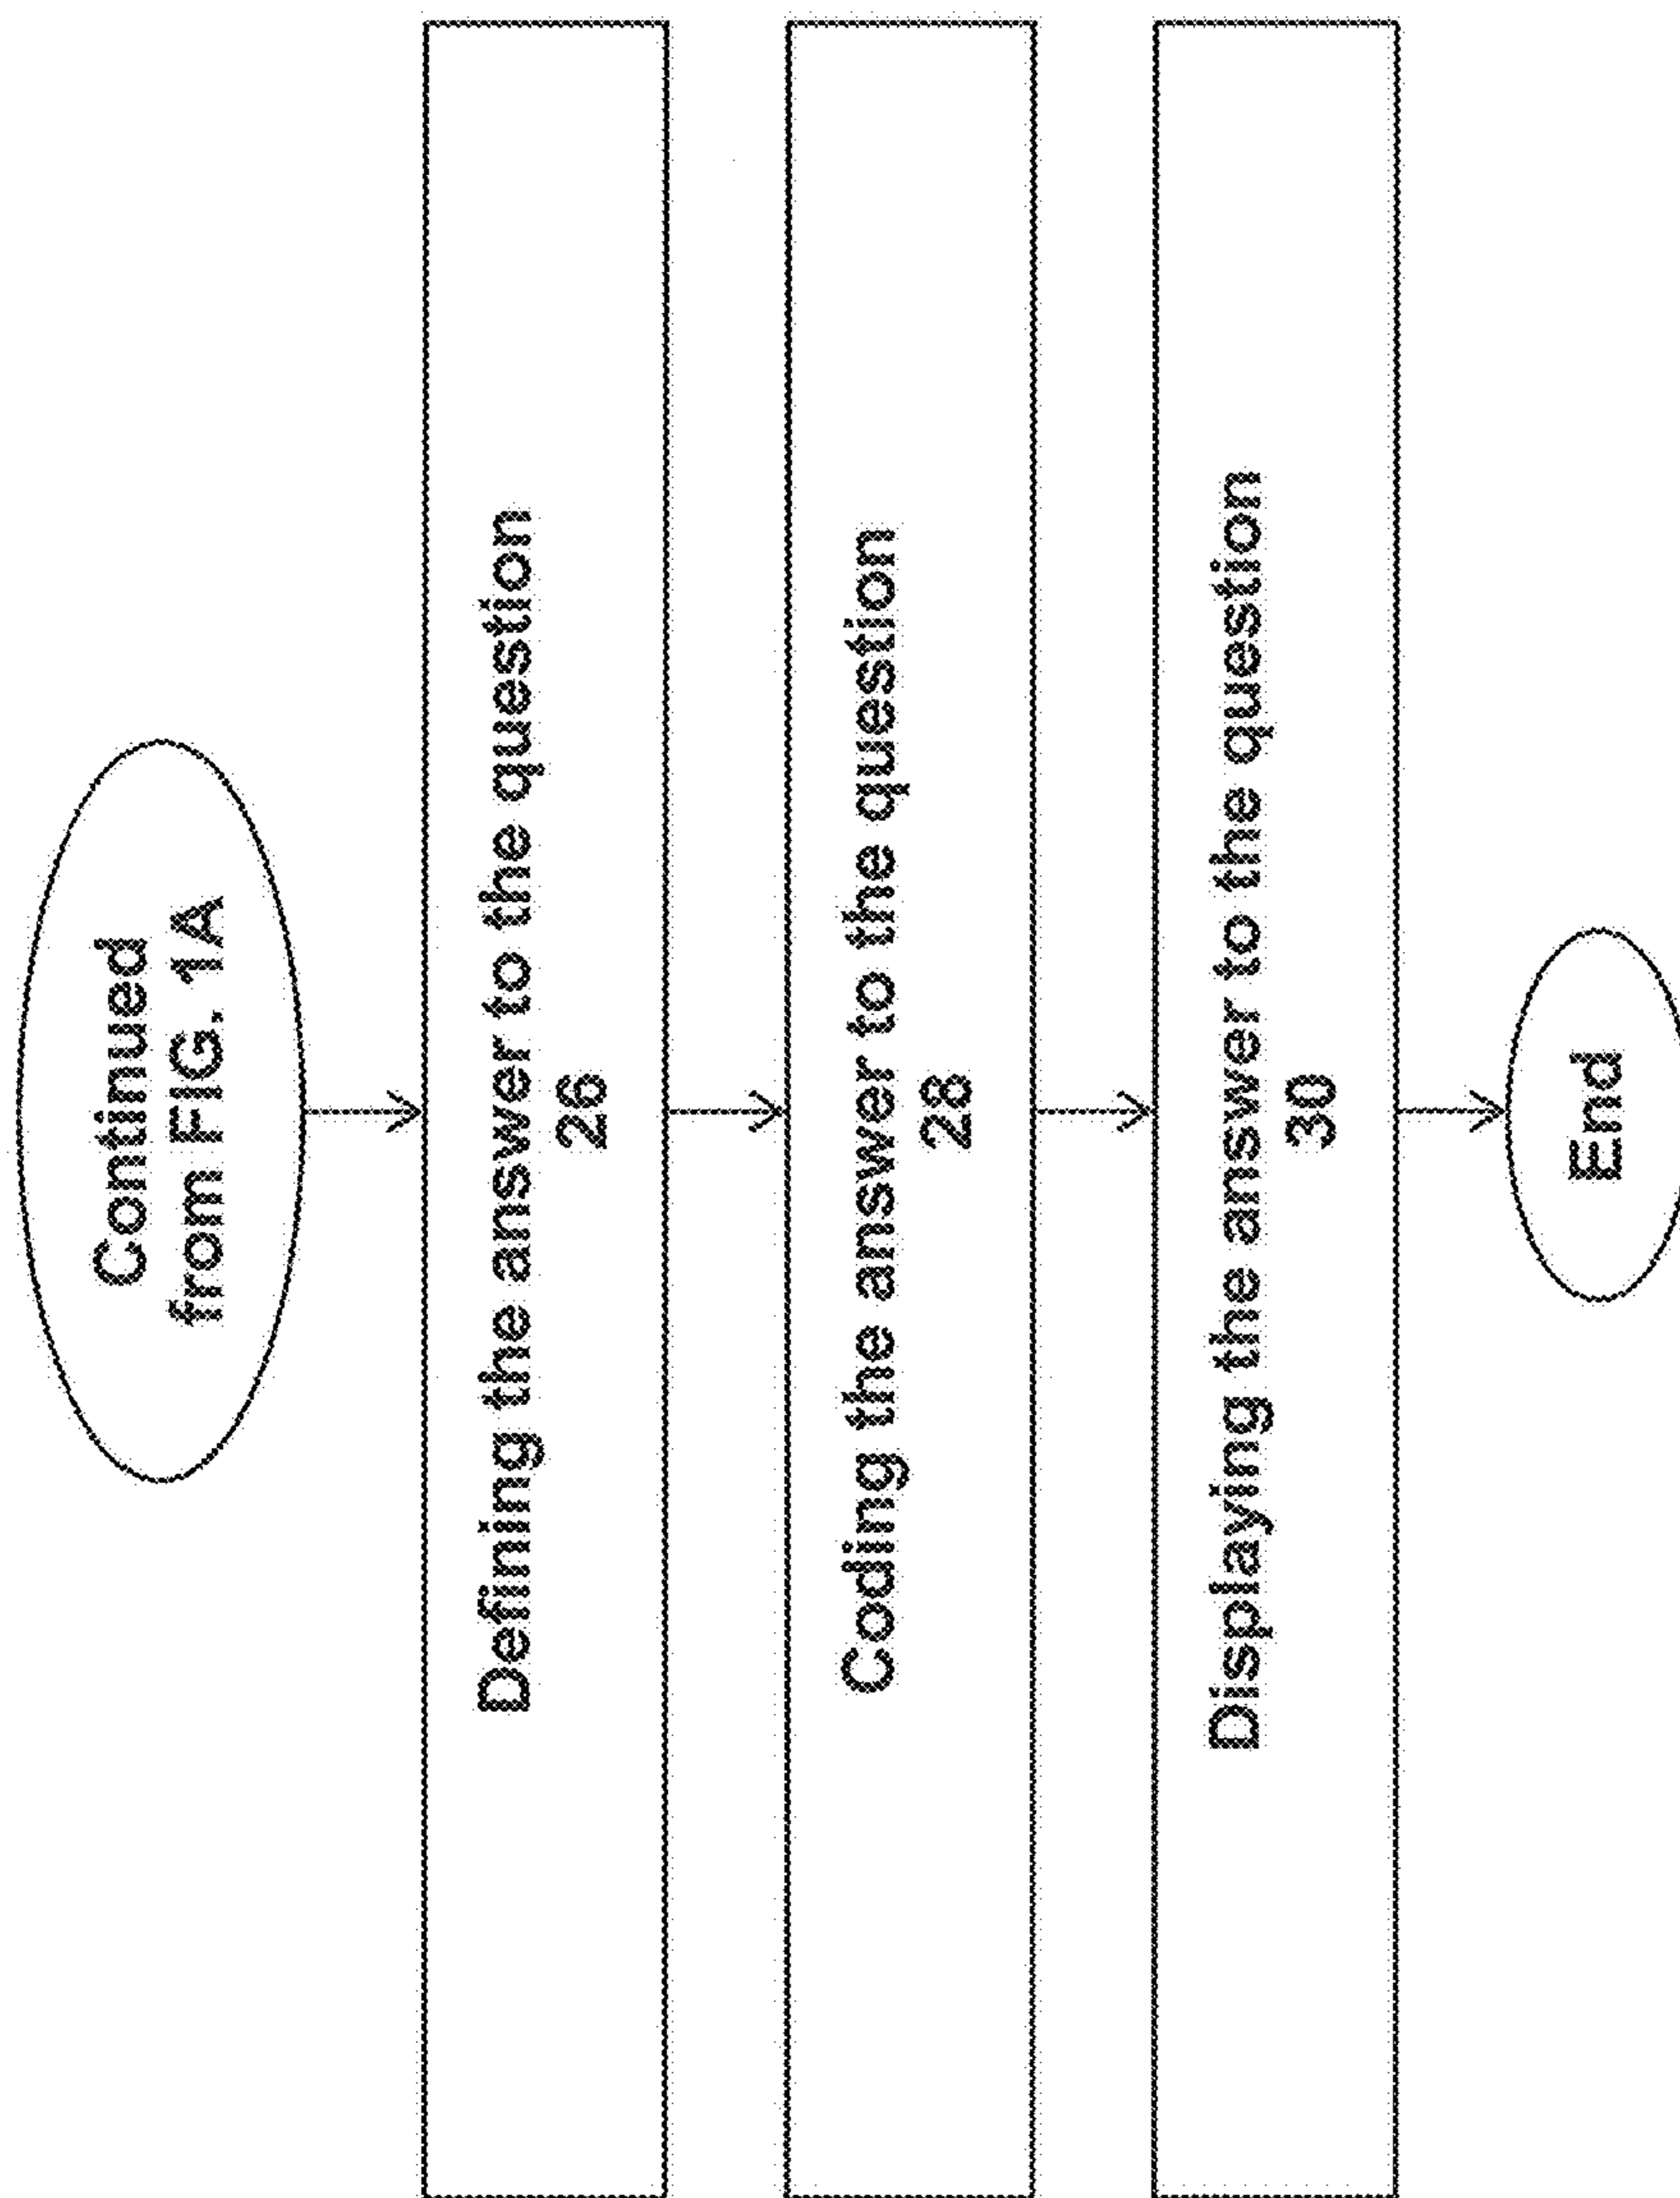 Continued
from FIG. 1A
Defining the answer to the question
26
Coding the answer to the question
28
Displaying the answer to the question
30
End